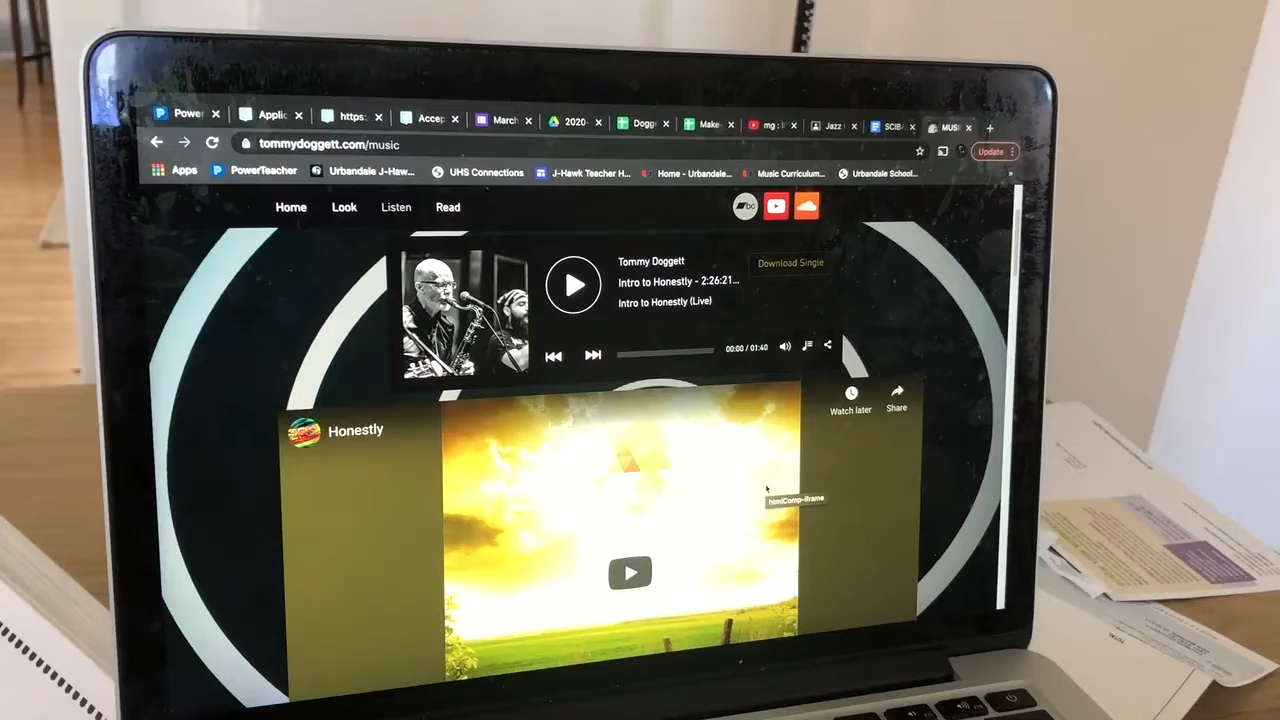 Power
Applic
https:
Accep
March
2020-
Dogg
Make-
mg : I
Jazz I
SCIBA
MUSI
tommydoggett.com/music
Update
Apps
PowerTeacher
Urbandale J-Haw...
UHS Connections
J-Hawk Teacher H...
Home - Urbandale...
Music Curriculum...
Urbandale School...
Home
Look
Listen
Read
bc
Tommy Doggett
Download Single
Intro to Honestly - 2:26:21...
Intro to Honestly (Live)
00:00 / 01:40
Honestly
Watch later
Share
htmlComp-iframe
TOTAL